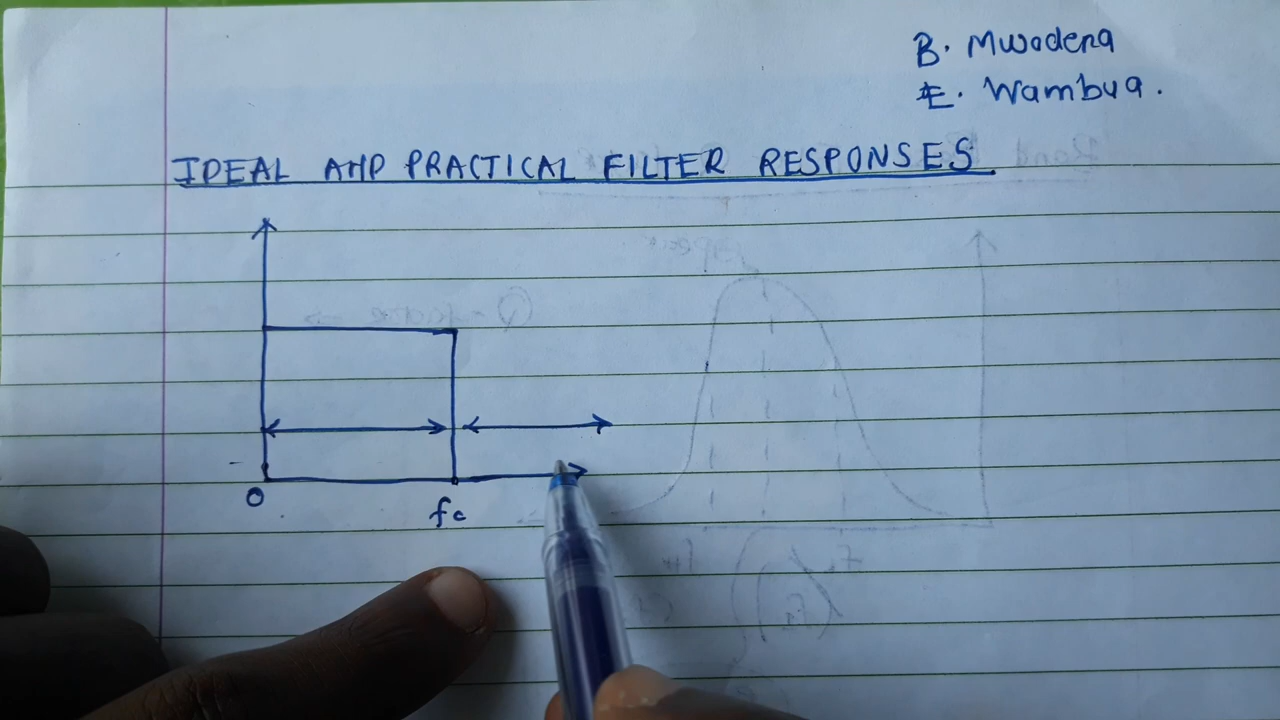 B. Mwadena
E. Wambua.
IDEAL AND PRACTICAL FILTER RESPONSES
0
fc